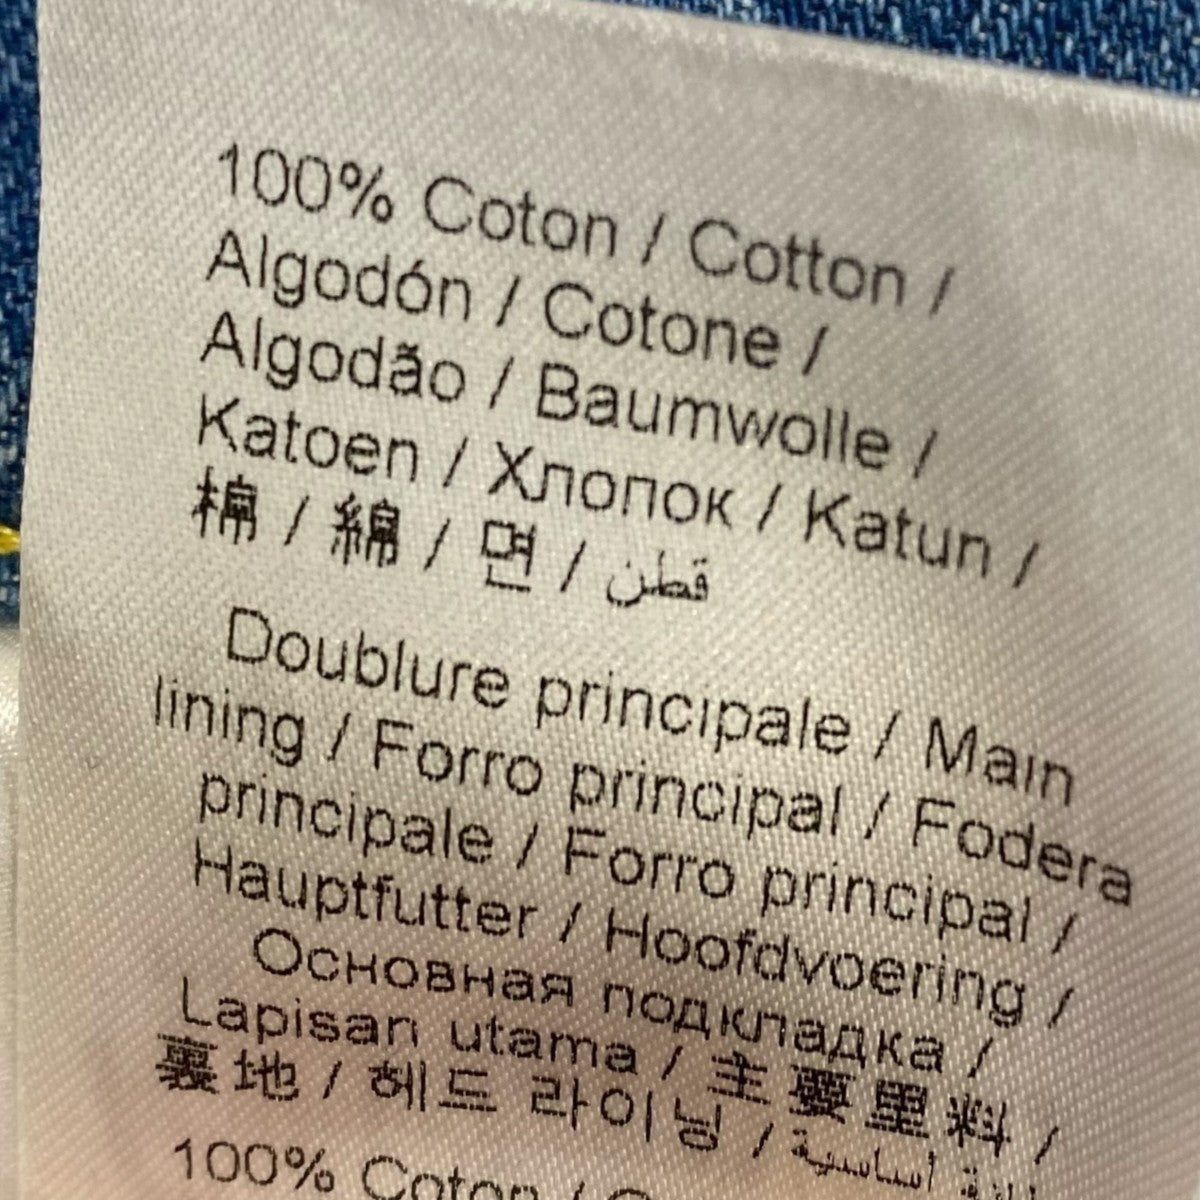 100% Coton / Cotton /
Algodón / Cotone /
Algodão / Baumwolle /
Katoen / Хлопок / Katun /
棉 / 綿 / 면 / قطن
Doublure principale / Main
lining / Forro principal / Fodera
principale / Forro principal /
Hauptfutter / Hoofdvoering /
Основная подкладка /
Lapisan utama / 主要里料 /
裏地 / 헤드 라이닝 / أساسية
100% Coton /